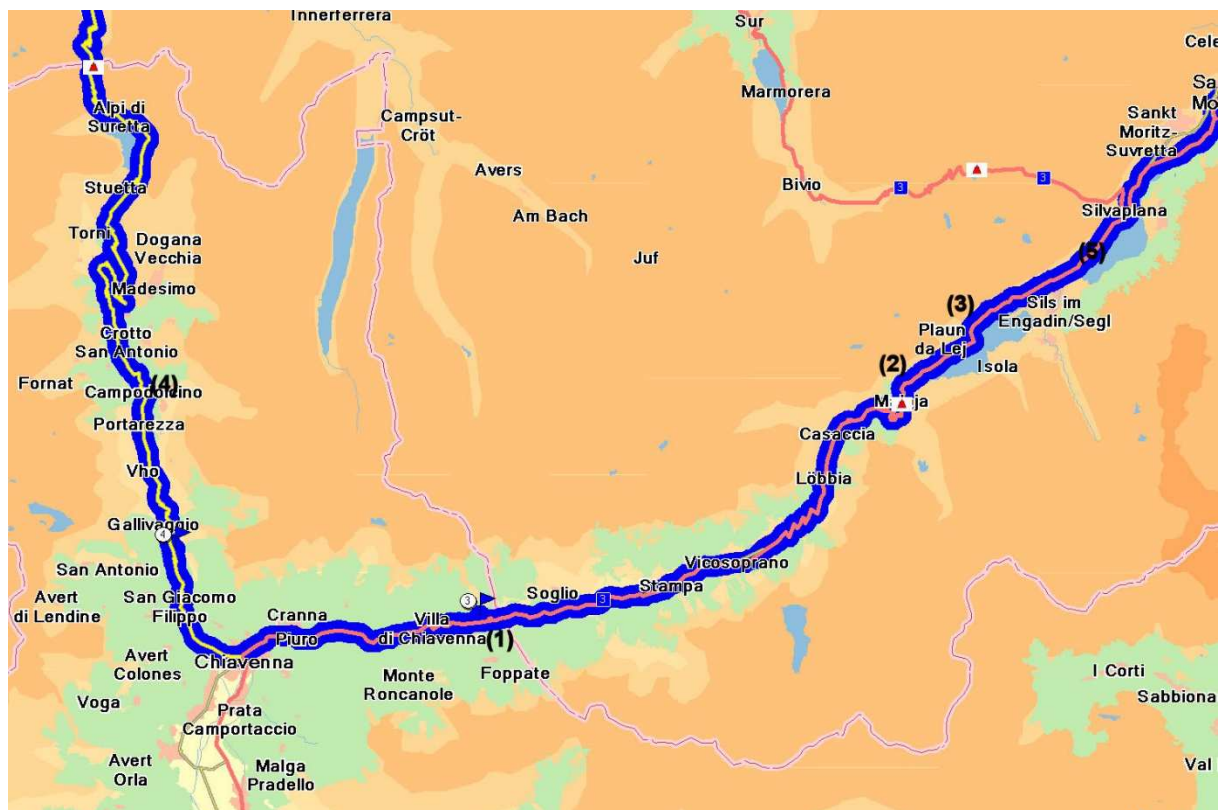 Innerferrera
Sur
Cele
Marmorera
Sa
Mo
Alpi di
Suretta
Campsut-
Cröt
Sankt
Moritz-
Suvretta
Avers
3
3
Bivio
Stuetta
Am Bach
Silvaplana
Torni
Dogana
Vecchia
Juf
(5)
Madesimo
(3)
Sils im
Engadin/Segl
Crotto
San Antonio
Plaun
da Lej
(2)
Isola
Fornat
(4)
Campodolcino
Portarezza
Casaccia
Vho
Löbbia
Gallivaggio
4
Vicosoprano
San Antonio
Stampa
Soglio
3
3
Avert
di Lendine
San Giacomo
Filippo
Cranna
Villa
di Chiavenna
(1)
Piuro
Avert
Colones
Chiavenna
Monte
Roncanole
Foppate
I Corti
Sabbiona
Voga
Prata
Camportaccio
Avert
Orla
Malga
Pradello
Val